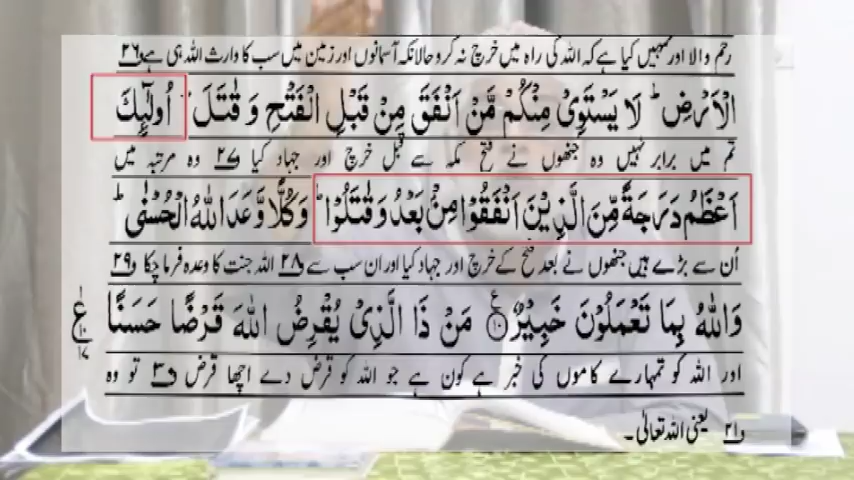 رحم والا اور تمہیں کیا ہے کہ اللہ کی راہ میں خرچ نہ کرو حالانکہ آسمانوں اور زمین میں سب کا وارث اللہ ہی ہے ۲۶
الْاَرْضِ ؕ لَا یَسْتَوِیْ مِنْكُمْ مَّنْ اَنْفَقَ مِنْ قَبْلِ الْفَتْحِ وَ قٰتَلَ ؕ اُولٰٓىِٕكَ
تم میں برابر نہیں وہ جنھوں نے فتح مکہ سے قبل خرچ اور جہاد کیا ۲۷ وہ مرتبہ میں
اَعْظَمُ دَرَجَةً مِّنَ الَّذِیْنَ اَنْفَقُوْا مِنْۢ بَعْدُ وَ قٰتَلُوْا ؕ وَ كُلًّا وَّعَدَ اللّٰهُ الْحُسْنٰى ؕ
اُن سے بڑے ہیں جنھوں نے بعد فتح کے خرچ اور جہاد کیا اور ان سب سے ۲۸ اللہ جنت کا وعدہ فرما چکا ۲۹
وَ اللّٰهُ بِمَا تَعْمَلُوْنَ خَبِیْرٌ ۱۰ مَنْ ذَا الَّذِیْ یُقْرِضُ اللّٰهَ قَرْضًا حَسَنًا
ع ۱۰ ۱۷
اور اللہ کو تمہارے کاموں کی خبر ہے کون ہے جو اللہ کو قرض دے اچھا قرض ۳۰ تو وہ
۲۱ یعنی اللہ تعالیٰ۔